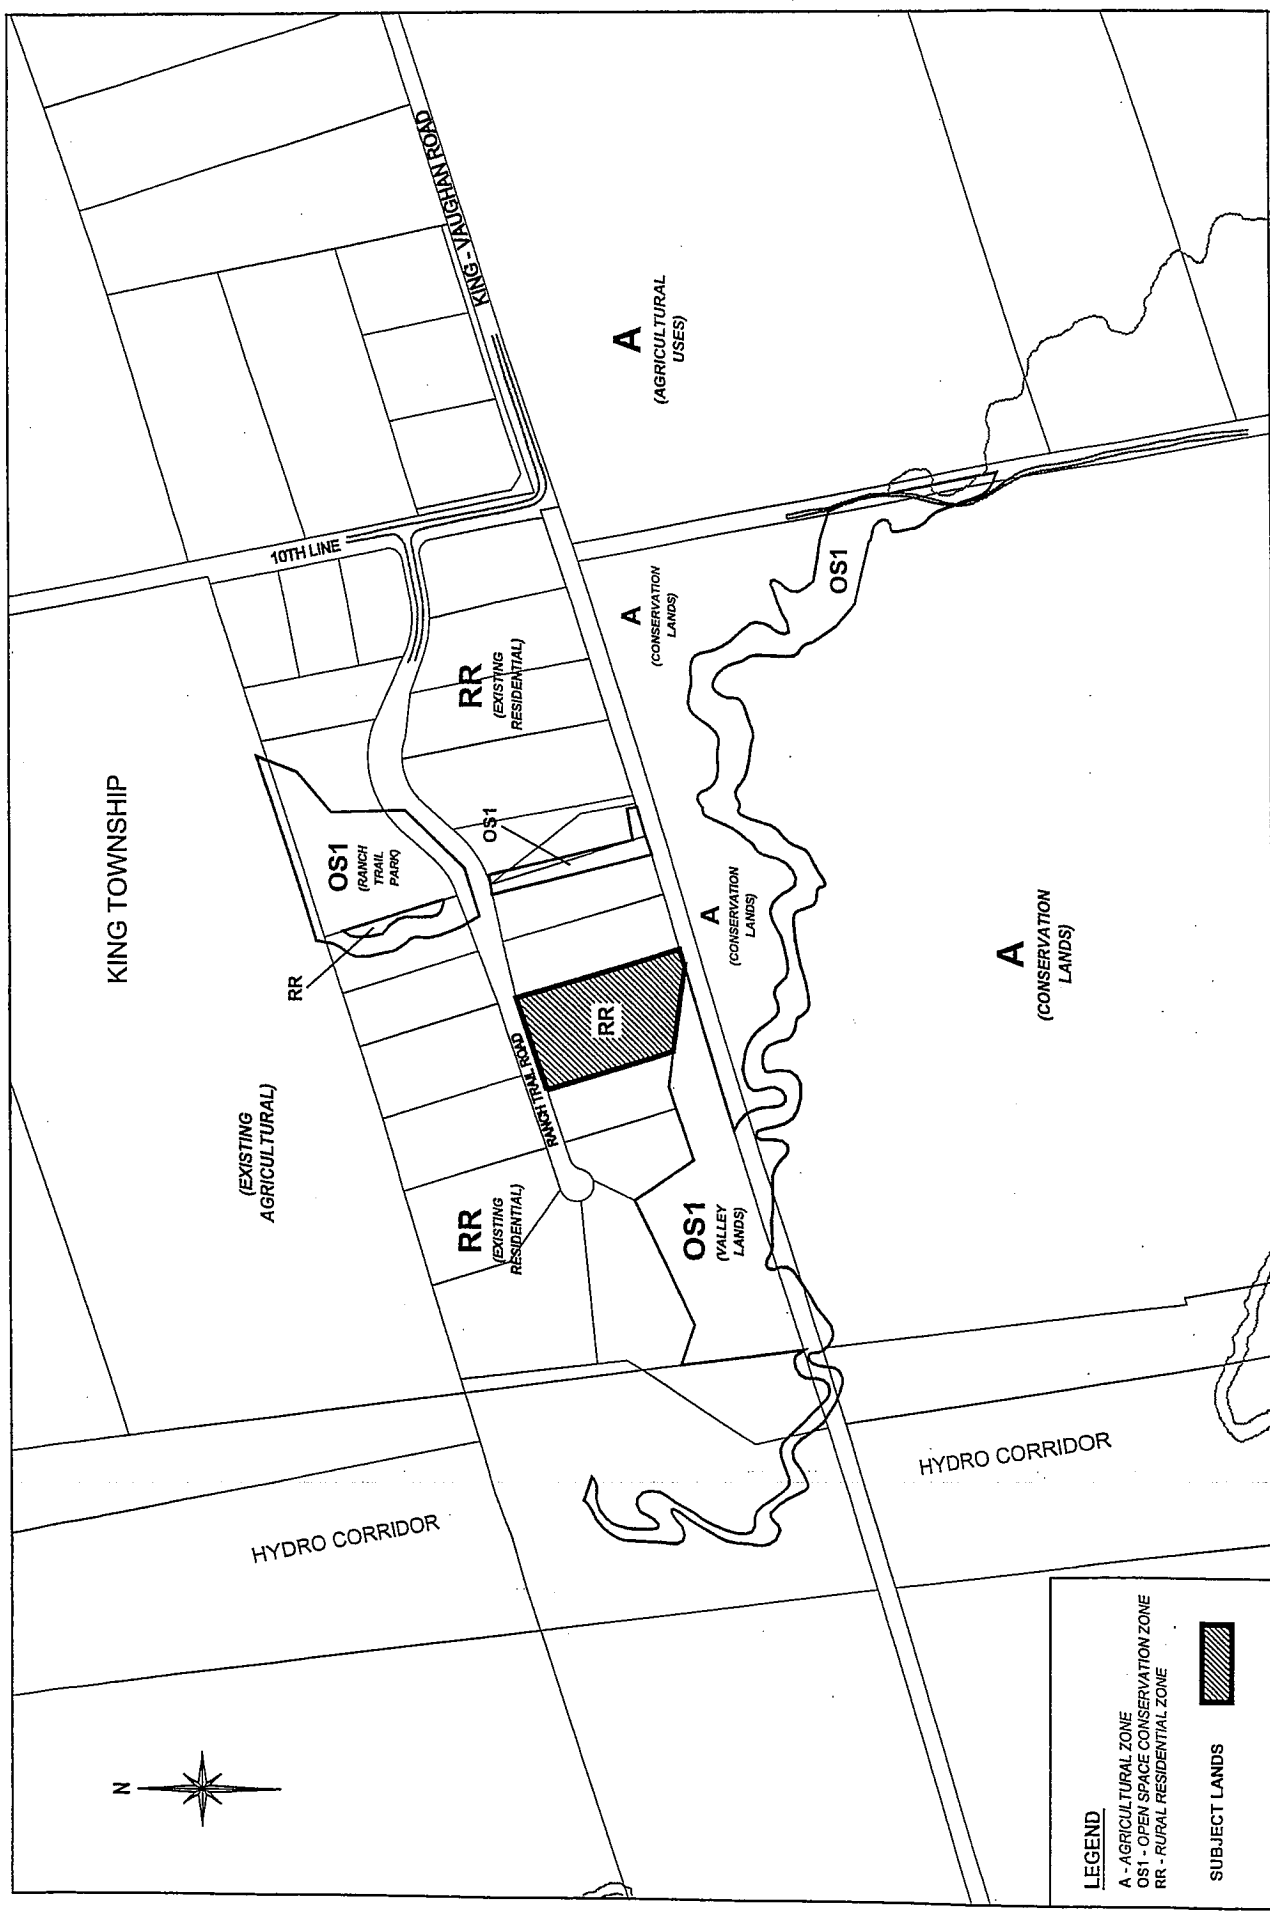 N
KING TOWNSHIP
(EXISTING
AGRICULTURAL)
10TH LINE
KING - VAUGHAN ROAD
HYDRO CORRIDOR
RR
OS1
(RANCH
TRAIL
PARK)
RR
(EXISTING
RESIDENTIAL)
RANCH TRAIL ROAD
RR
OS1
RR
(EXISTING
RESIDENTIAL)
OS1
(VALLEY
LANDS)
A
(CONSERVATION
LANDS)
A
(CONSERVATION
LANDS)
OS1
A
(AGRICULTURAL
USES)
HYDRO CORRIDOR
A
(CONSERVATION
LANDS)
LEGEND
A - AGRICULTURAL ZONE
OS1 - OPEN SPACE CONSERVATION ZONE
RR - RURAL RESIDENTIAL ZONE
SUBJECT LANDS